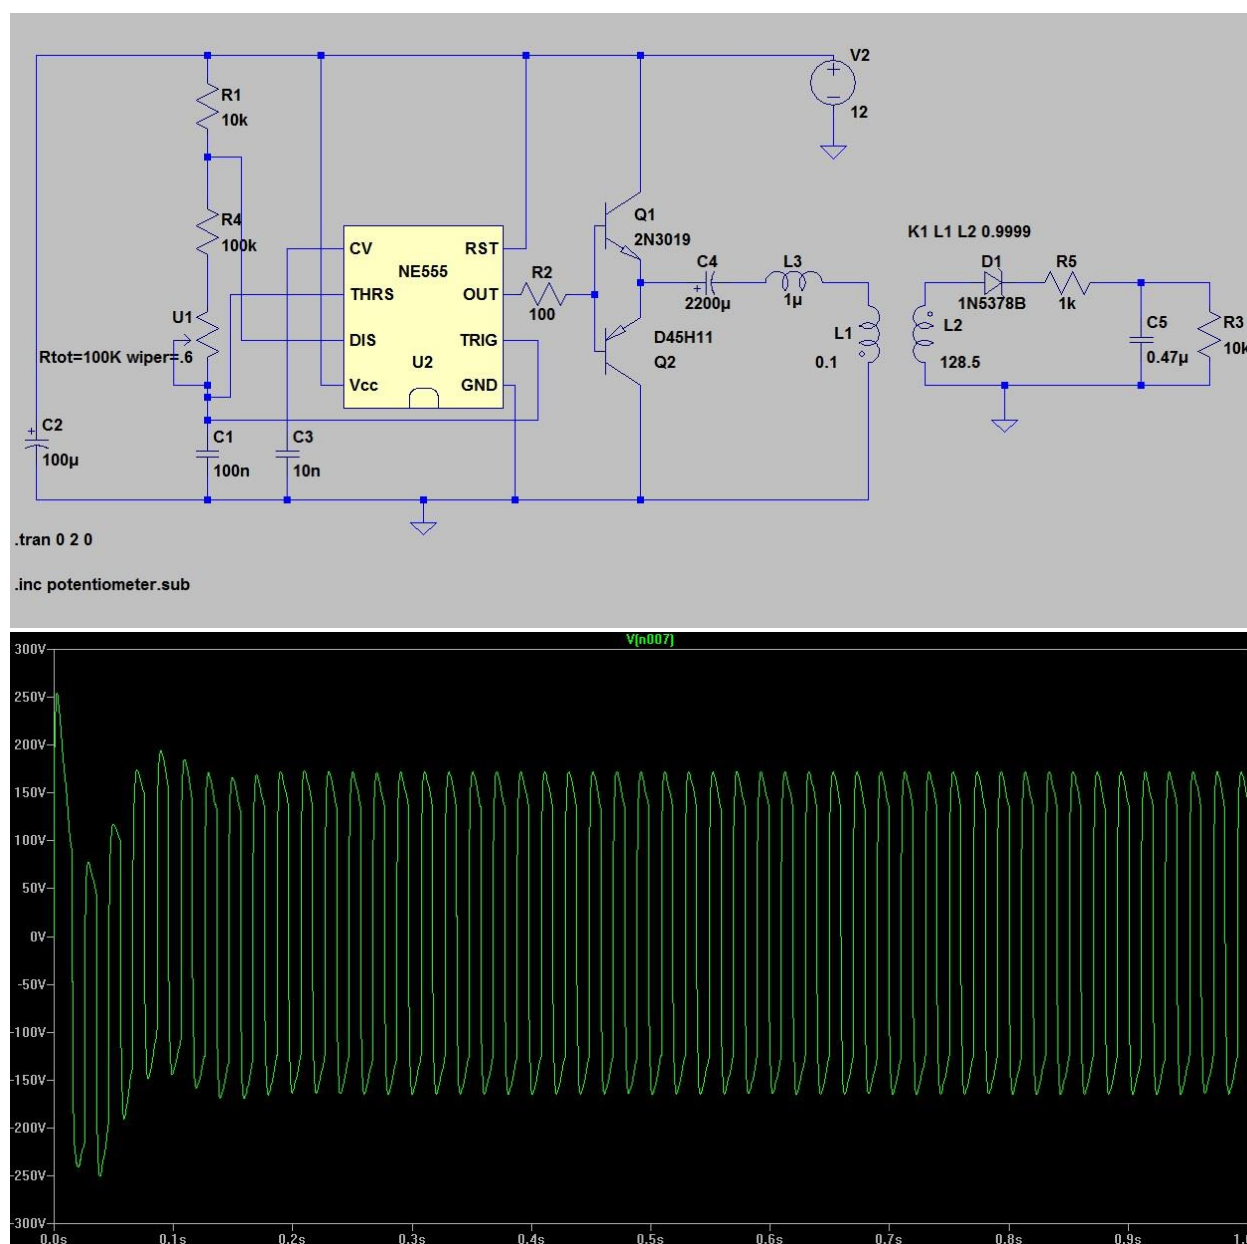 V2
12
R1
10k
R4
100k
U1
Rtot=100K wiper=.6
C2
100µ
C1
100n
C3
10n
CV
RST
NE555
THRS
OUT
DIS
TRIG
U2
Vcc
GND
R2
100
Q1
2N3019
D45H11
Q2
C4
2200µ
L3
1µ
L1
0.1
K1 L1 L2 0.9999
D1
1N5378B
R5
1k
L2
128.5
C5
0.47µ
R3
10k
.tran 0 2 0
.inc potentiometer.sub
V(n007)
300V
250V
200V
150V
100V
50V
0V
-50V
-100V
-150V
-200V
-250V
-300V
0.0s 0.1s 0.2s 0.3s 0.4s 0.5s 0.6s 0.7s 0.8s 0.9s